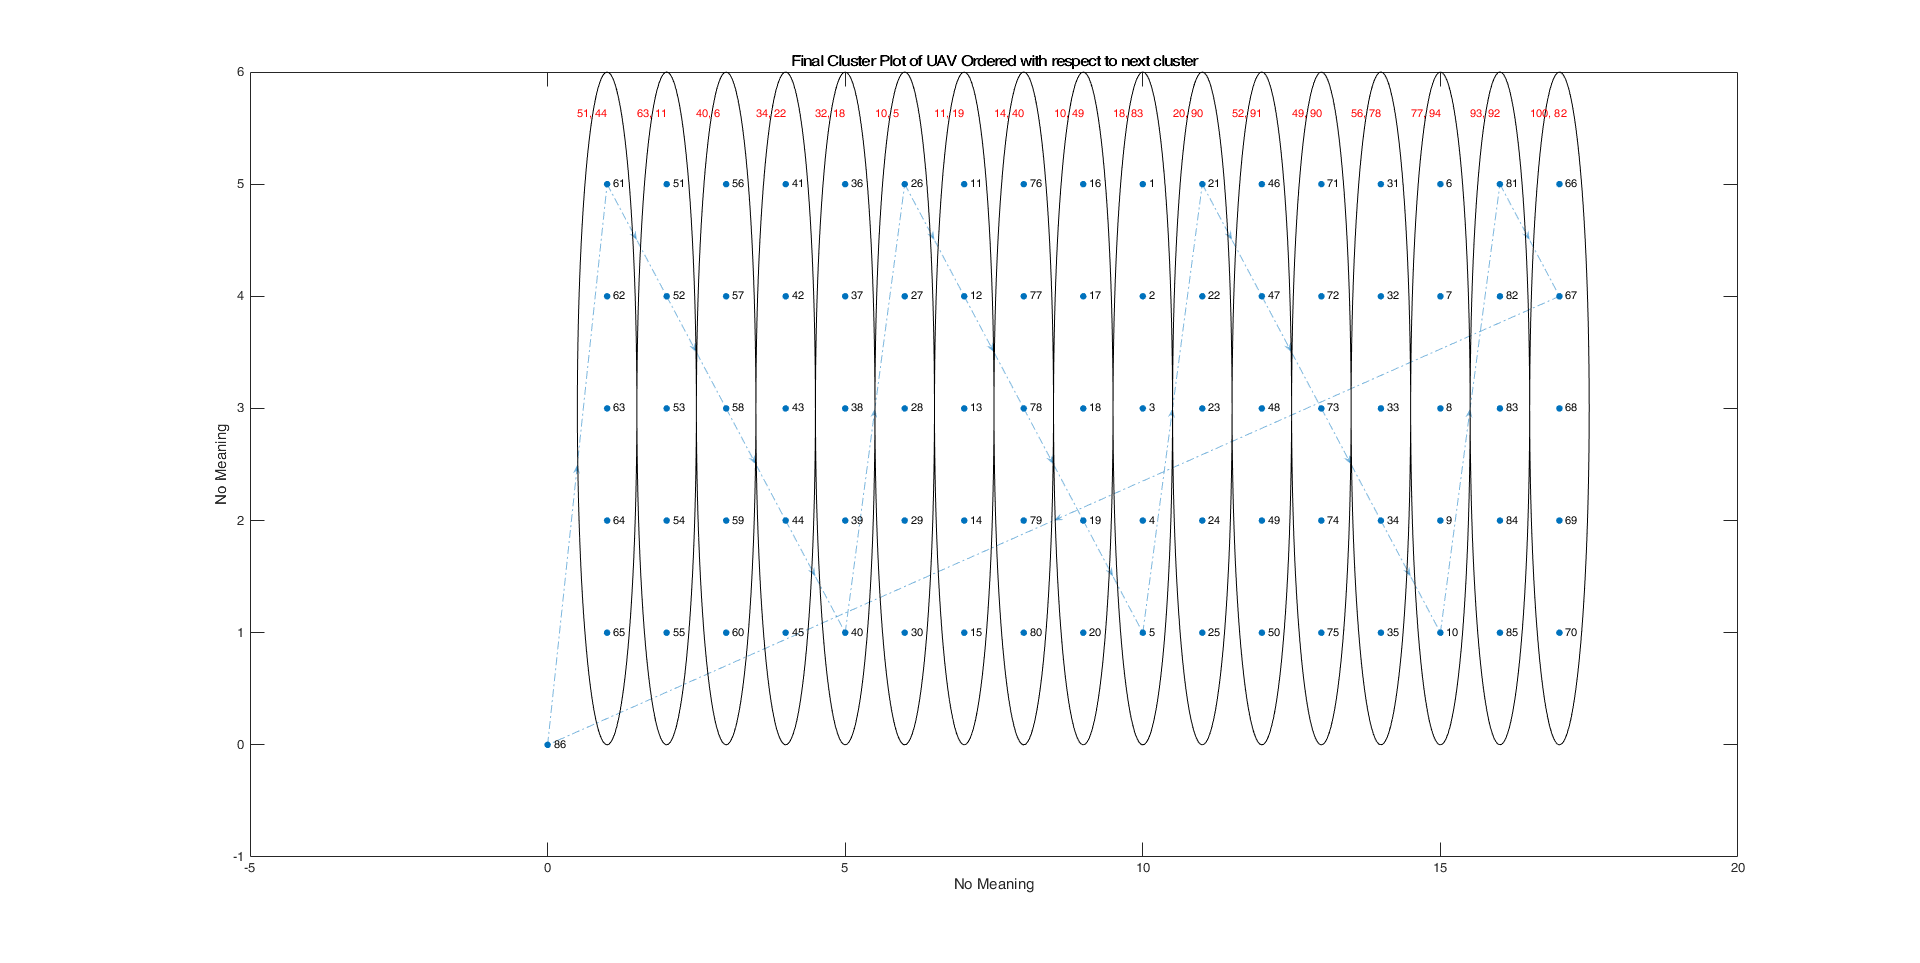 Final Cluster Plot of UAV Ordered with respect to next cluster
6
51, 44 63, 11 40, 6 34, 22 32, 18 10, 5 11, 19 14, 40 10, 49 18, 83 20, 90 52, 91 49, 90 56, 78 77, 94 93, 92 100, 82
5 61 51 56 41 36 26 11 76 16 1 21 46 71 31 6 81 66
4 62 52 57 42 37 27 12 77 17 2 22 47 72 32 7 82 67
3 63 53 58 43 38 28 13 78 18 3 23 48 73 33 8 83 68
No Meaning
2 64 54 59 44 39 29 14 79 19 4 24 49 74 34 9 84 69
1 65 55 60 45 40 30 15 80 20 5 25 50 75 35 10 85 70
0 86
-1
-5 0 5 10 15 20
No Meaning